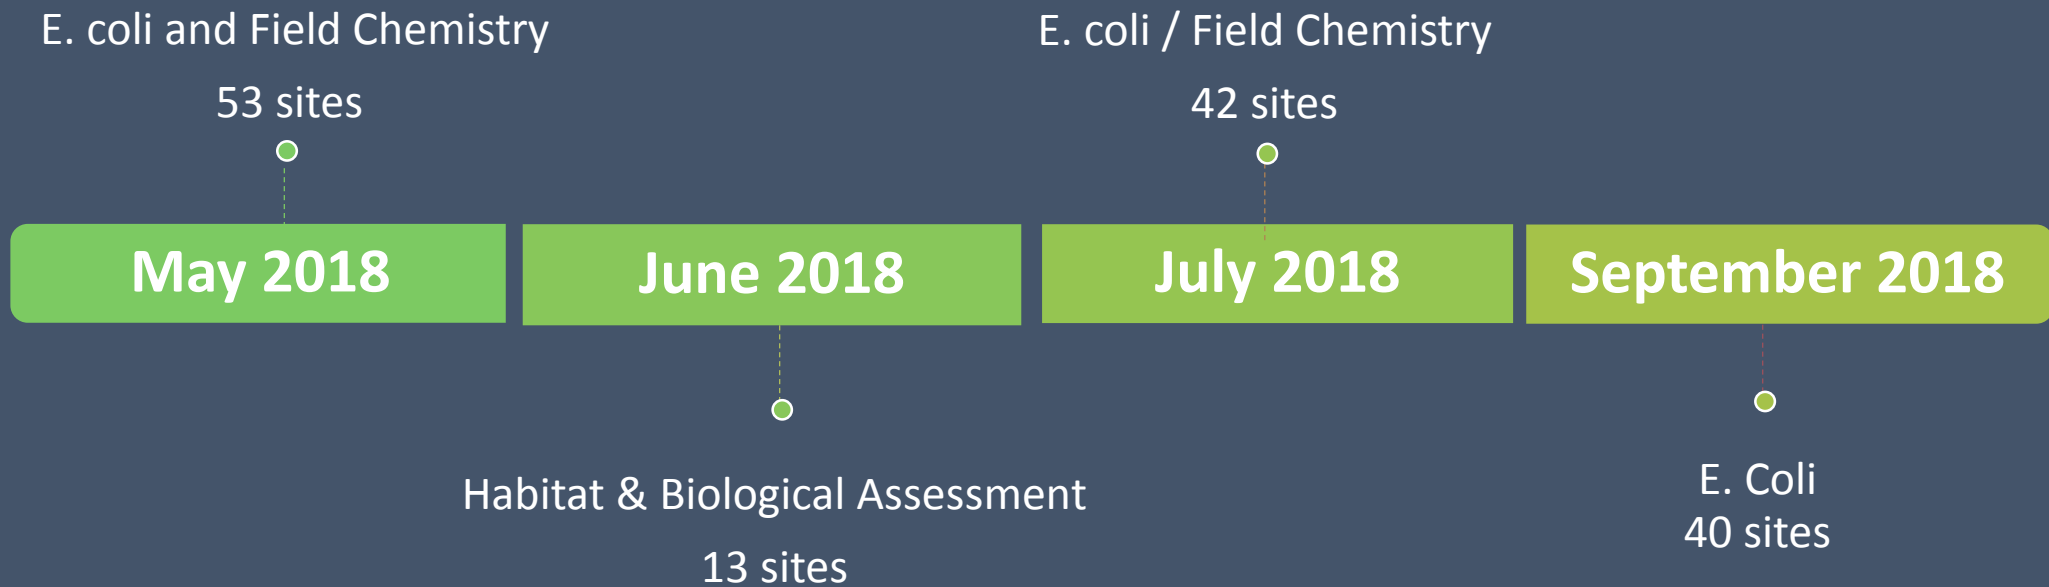 E. coli and Field Chemistry
53 sites
E. coli / Field Chemistry
42 sites
May 2018
June 2018
July 2018
September 2018
Habitat & Biological Assessment
13 sites
E. Coli
40 sites